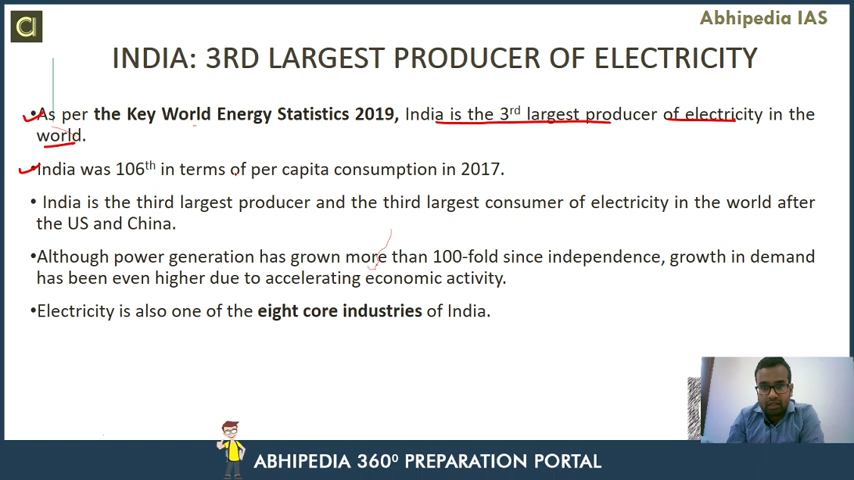 Abhipedia IAS
INDIA: 3RD LARGEST PRODUCER OF ELECTRICITY
•As per the Key World Energy Statistics 2019, India is the 3rd largest producer of electricity in the
world.
•India was 106th in terms of per capita consumption in 2017.
• India is the third largest producer and the third largest consumer of electricity in the world after
the US and China.
•Although power generation has grown more than 100-fold since independence, growth in demand
has been even higher due to accelerating economic activity.
•Electricity is also one of the eight core industries of India.
ABHIPEDIA 360⁰ PREPARATION PORTAL